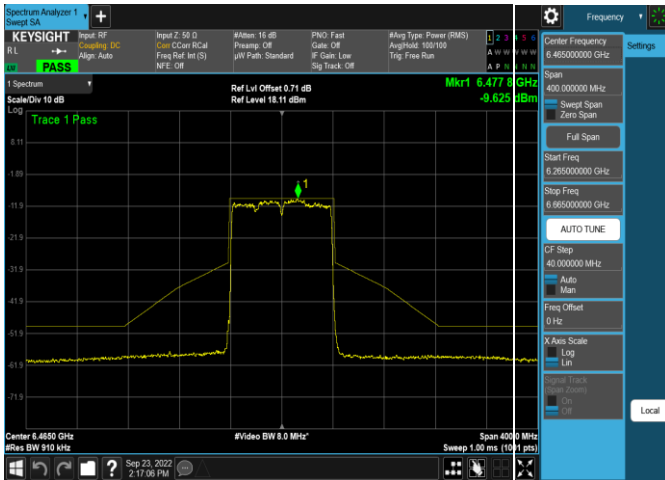 Spectrum Analyzer 1
Swept SA
+
KEYSIGHT
RL
PASS
Input: RF
Coupling: DC
Align: Auto
Input Z: 50 Ω
Corr CCorr RCal
Freq Ref: Int (S)
NFE: Off
#Atten: 16 dB
Preamp: Off
µW Path: Standard
PNO: Fast
Gate: Off
IF Gain: Low
Sig Track: Off
#Avg Type: Power (RMS)
Avg|Hold: 100/100
Trig: Free Run
1 2 3 4 5 6
A W W W W W
A P N N N N
1 Spectrum
Scale/Div 10 dB
Log
Ref Lvl Offset 0.71 dB
Ref Level 18.11 dBm
Mkr1 6.477 8 GHz
-9.625 dBm
Trace 1 Pass
1
8.11
-1.89
-11.9
-21.9
-31.9
-41.9
-51.9
-61.9
-71.9
Center 6.4650 GHz
#Res BW 910 kHz
#Video BW 8.0 MHz*
Span 400.0 MHz
Sweep 1.00 ms (1001 pts)
Sep 23, 2022
2:17:06 PM
Frequency
Settings
Center Frequency
6.465000000 GHz
Span
400.000000 MHz
Swept Span
Zero Span
Full Span
Start Freq
6.265000000 GHz
Stop Freq
6.665000000 GHz
AUTO TUNE
CF Step
40.000000 MHz
Auto
Man
Freq Offset
0 Hz
X Axis Scale
Log
Lin
Signal Track
(Span Zoom)
On
Off
Local